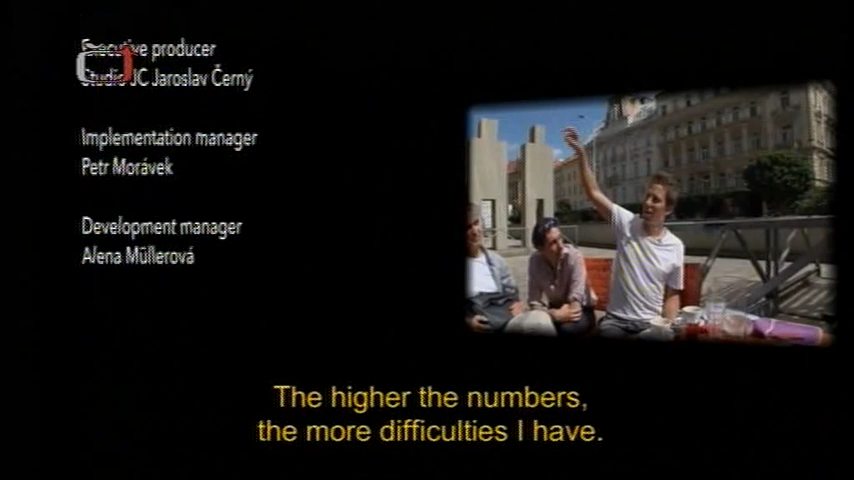 Executive producer
Studio JC Jaroslav Černý
Implementation manager
Petr Morávek
Development manager
Alena Müllerová
The higher the numbers,
the more difficulties I have.